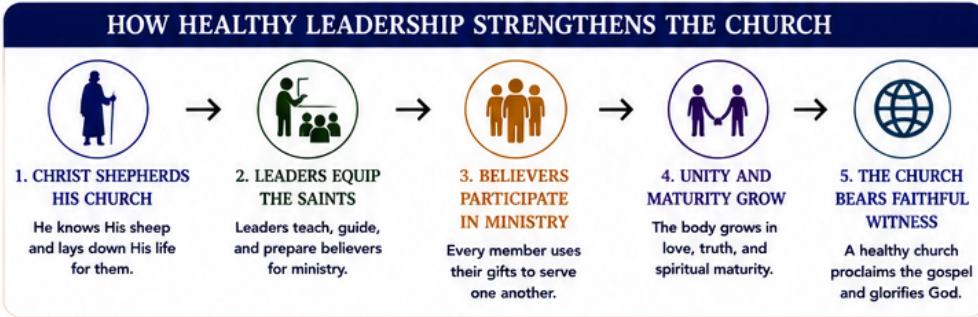 HOW HEALTHY LEADERSHIP STRENGTHENS THE CHURCH
1. CHRIST SHEPHERDS
HIS CHURCH
He knows His sheep
and lays down His life
for them.
2. LEADERS EQUIP
THE SAINTS
Leaders teach, guide,
and prepare believers
for ministry.
3. BELIEVERS
PARTICIPATE
IN MINISTRY
Every member uses
their gifts to serve
one another.
4. UNITY AND
MATURITY GROW
The body grows in
love, truth, and
spiritual maturity.
5. THE CHURCH
BEARS FAITHFUL
WITNESS
A healthy church
proclaims the gospel
and glorifies God.